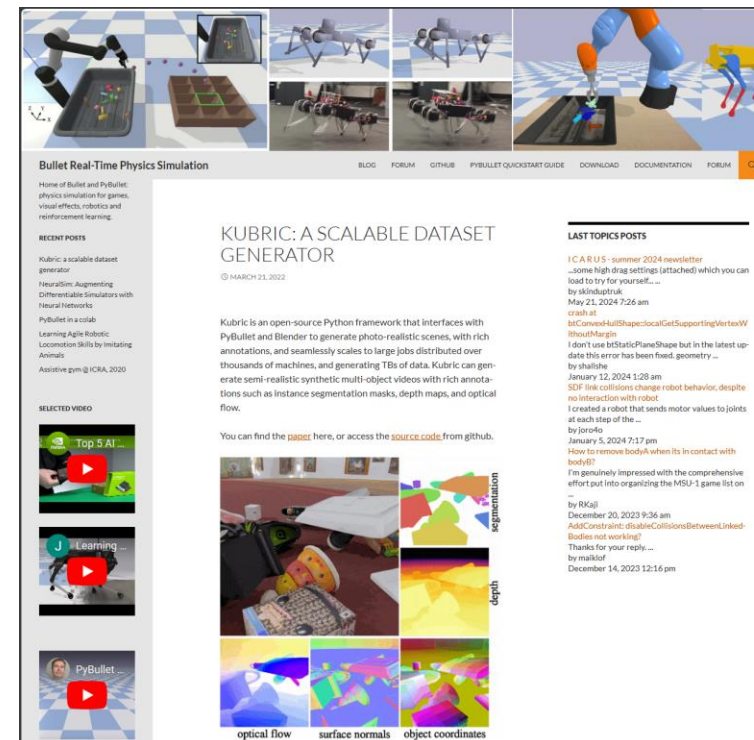 Z
Y
X
Bullet Real-Time Physics Simulation
BLOG FORUM GITHUB PYBULLET QUICKSTART GUIDE DOWNLOAD DOCUMENTATION FORUM
Home of Bullet and PyBullet:
physics simulation for games,
visual effects, robotics and
reinforcement learning.
RECENT POSTS
Kubric: a scalable dataset
generator
NeuralSim: Augmenting
Differentiable Simulators with
Neural Networks
PyBullet in a colab
Learning Agile Robotic
Locomotion Skills by Imitating
Animals
Assistive gym @ ICRA, 2020
SELECTED VIDEO
Top 5 AI ...
J Learning ...
PyBullet ...
KUBRIC: A SCALABLE DATASET
GENERATOR
MARCH 21, 2022
Kubric is an open-source Python framework that interfaces with
PyBullet and Blender to generate photo-realistic scenes, with rich
annotations, and seamlessly scales to large jobs distributed over
thousands of machines, and generating TBs of data. Kubric can gen-
erate semi-realistic synthetic multi-object videos with rich annota-
tions such as instance segmentation masks, depth maps, and optical
flow.
You can find the paper here, or access the source code from github.
segmentation
depth
optical flow surface normals object coordinates
LAST TOPICS POSTS
I C A R U S - summer 2024 newsletter
...some high drag settings (attached) which you can
load to try for yourself... ...
by skinduptruk
May 21, 2024 7:26 am
crash at
btConvexHullShape::localGetSupportingVertexW
ithoutMargin
I don't use btStaticPlaneShape but in the latest up-
date this error has been fixed. geometry ...
by shalishe
January 12, 2024 1:28 am
SDF link collisions change robot behavior, despite
no interaction with robot
I created a robot that sends motor values to joints
at each step of the ...
by joro4o
January 5, 2024 7:17 pm
How to remove bodyA when its in contact with
bodyB?
I'm genuinely impressed with the comprehensive
effort put into organizing the MSU-1 game list on
...
by RKaji
December 20, 2023 9:36 am
AddConstraint: disableCollisionsBetweenLinked-
Bodies not working?
Thanks for your reply. ...
by maiklof
December 14, 2023 12:16 pm